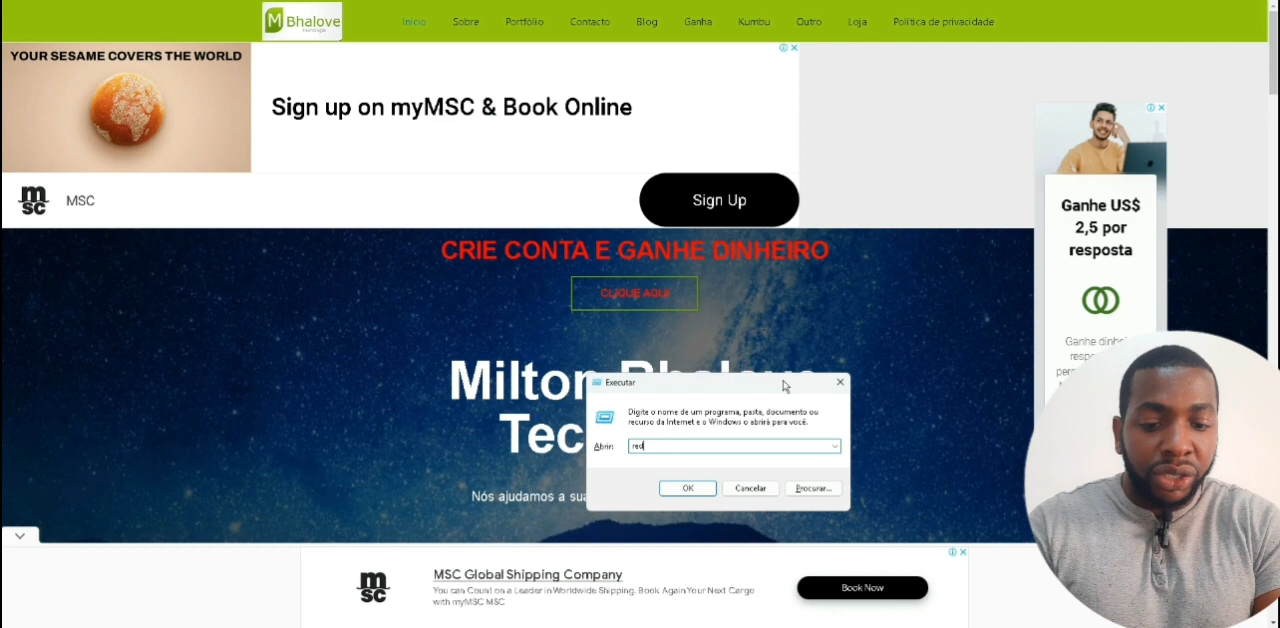 M Bhalove
Início Sobre Portfólio Contacto Blog Ganha Kumbu Outro Loja Política de privacidade
YOUR SESAME COVERS THE WORLD
Sign up on myMSC & Book Online
msc MSC
Sign Up
CRIE CONTA E GANHE DINHEIRO
CLIQUE AQUI
Ganhe US$
2,5 por
resposta
Ganhe
Milton
Tec
Nós ajudamos a sua
Executar
Digite o nome de um programa, pasta, documento ou
recurso da Internet e o Windows o abrirá para você.
Abrir: red
OK Cancelar Procurar...
msc
MSC Global Shipping Company
You can Count on a Leader in Worldwide Shipping. Book Again Your Next Cargo
with myMSC MSC
Book Now